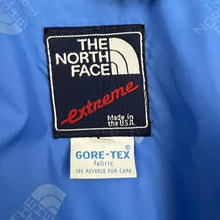 THE
NORTH
FACE
extreme
Made in
the U.S.A.
GORE-TEX
fabric
SEE REVERSE FOR CARE